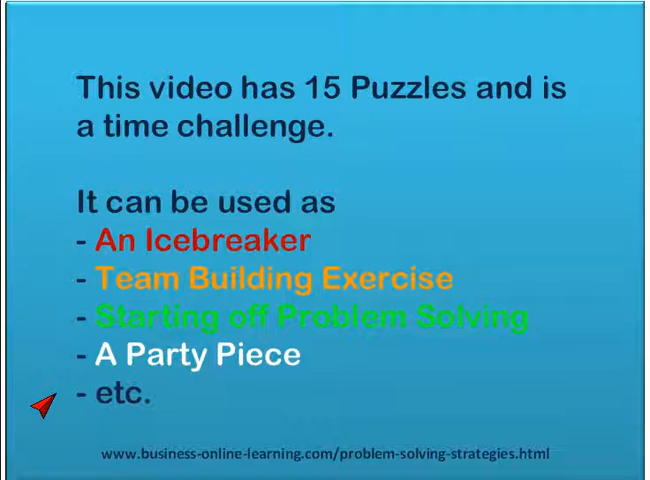 This video has 15 Puzzles and is
a time challenge.
It can be used as
- An Icebreaker
- Team Building Exercise
- Starting off Problem Solving
- A Party Piece
- etc.
www.business-online-learning.com/problem-solving-strategies.html